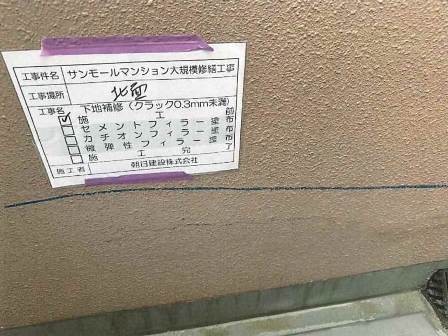 工事件名 サンモールマンション大規模修繕工事
工事場所 北面
工事名 下地補修（クラック0.3mm未満）
施工前
セメントフィラー塗布
カチオンフィラー塗布
微弾性フィラー塗布
施工完了
施工者 朝日建設株式会社